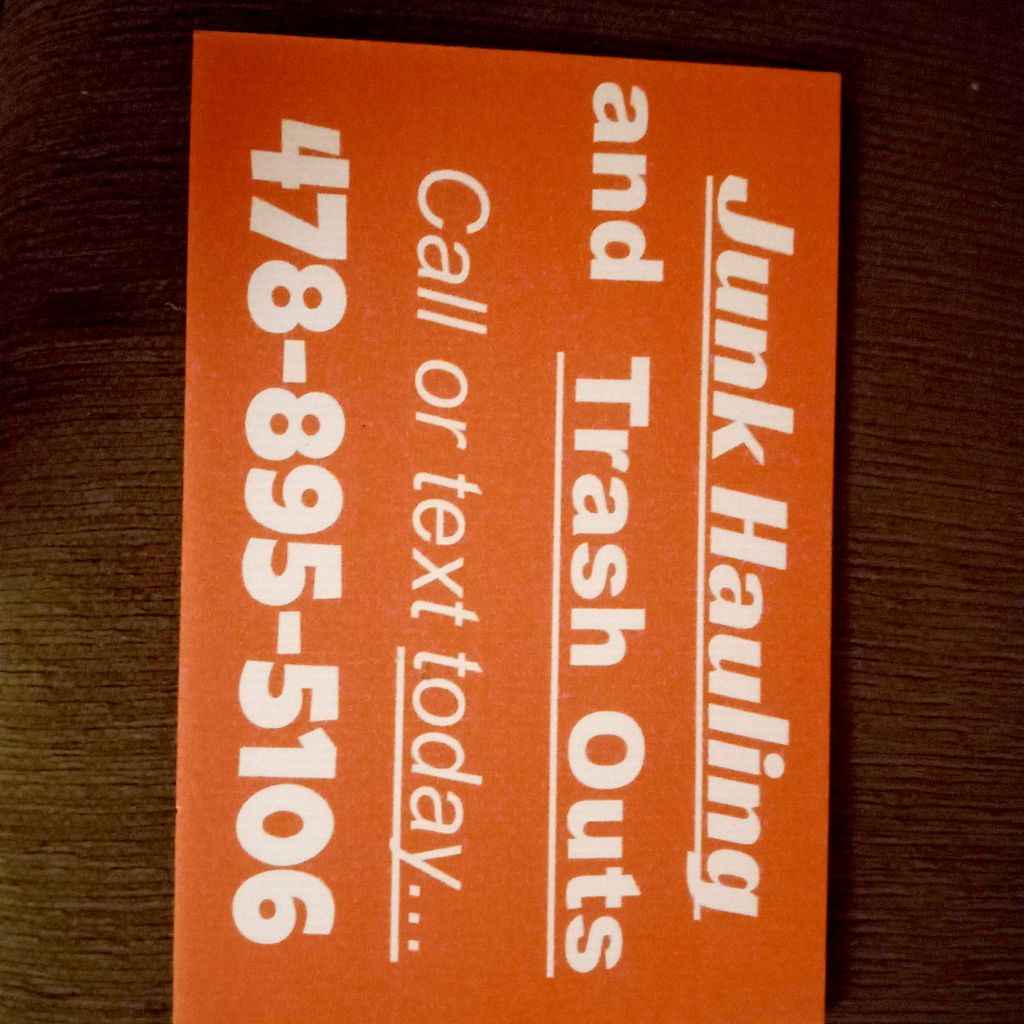 Junk Hauling
and Trash Outs
Call or text today...
478-895-5106